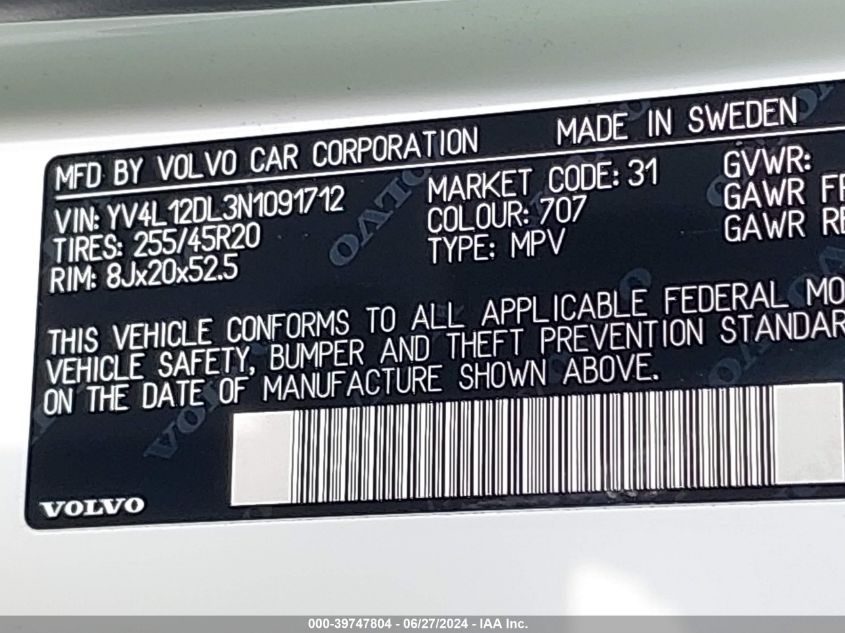 MFD BY VOLVO CAR CORPORATION MADE IN SWEDEN
VIN: YV4L12DL3N1091712 MARKET CODE: 31 GVWR:
TIRES: 255/45R20 COLOUR: 707 GAWR
RIM: 8Jx20x52.5 TYPE: MPV GAWR
THIS VEHICLE CONFORMS TO ALL APPLICABLE FEDERAL
VEHICLE SAFETY, BUMPER AND THEFT PREVENTION
ON THE DATE OF MANUFACTURE SHOWN ABOVE.
VOLVO
000-39747804 - 06/27/2024 - IAA Inc.